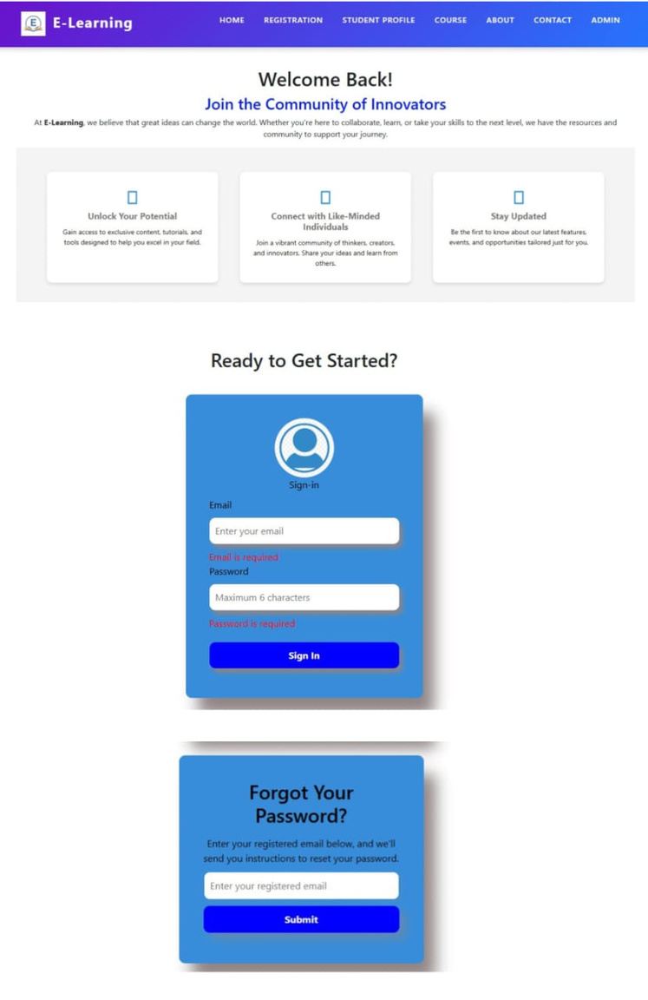 E-Learning
HOME REGISTRATION STUDENT PROFILE COURSE ABOUT CONTACT ADMIN
Welcome Back!
Join the Community of Innovators
At E-Learning, we believe that great ideas can change the world. Whether you're here to collaborate, learn, or take your skills to the next level, we have the resources and
community to support your journey.
Unlock Your Potential
Gain access to exclusive content, tutorials, and
tools designed to help you excel in your field.
Connect with Like-Minded
Individuals
Join a vibrant community of thinkers, creators,
and innovators. Share your ideas and learn from
others.
Stay Updated
Be the first to know about our latest features,
events, and opportunities tailored just for you.
Ready to Get Started?
Sign-in
Email
Enter your email
Email is required
Password
Maximum 6 characters
Password is required
Sign In
Forgot Your
Password?
Enter your registered email below, and we'll
send you instructions to reset your password.
Enter your registered email
Submit